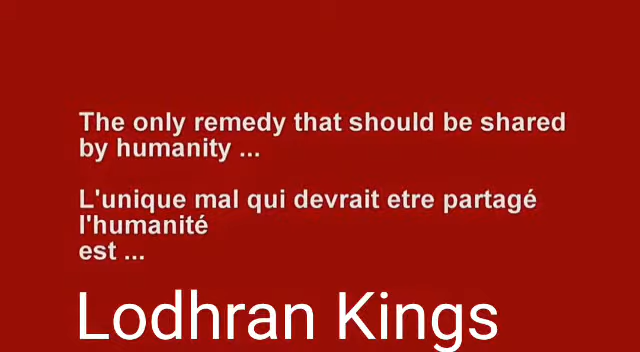 The only remedy that should be shared
by humanity ...
L'unique mal qui devrait etre partagé
l'humanité
est ...
Lodhran Kings